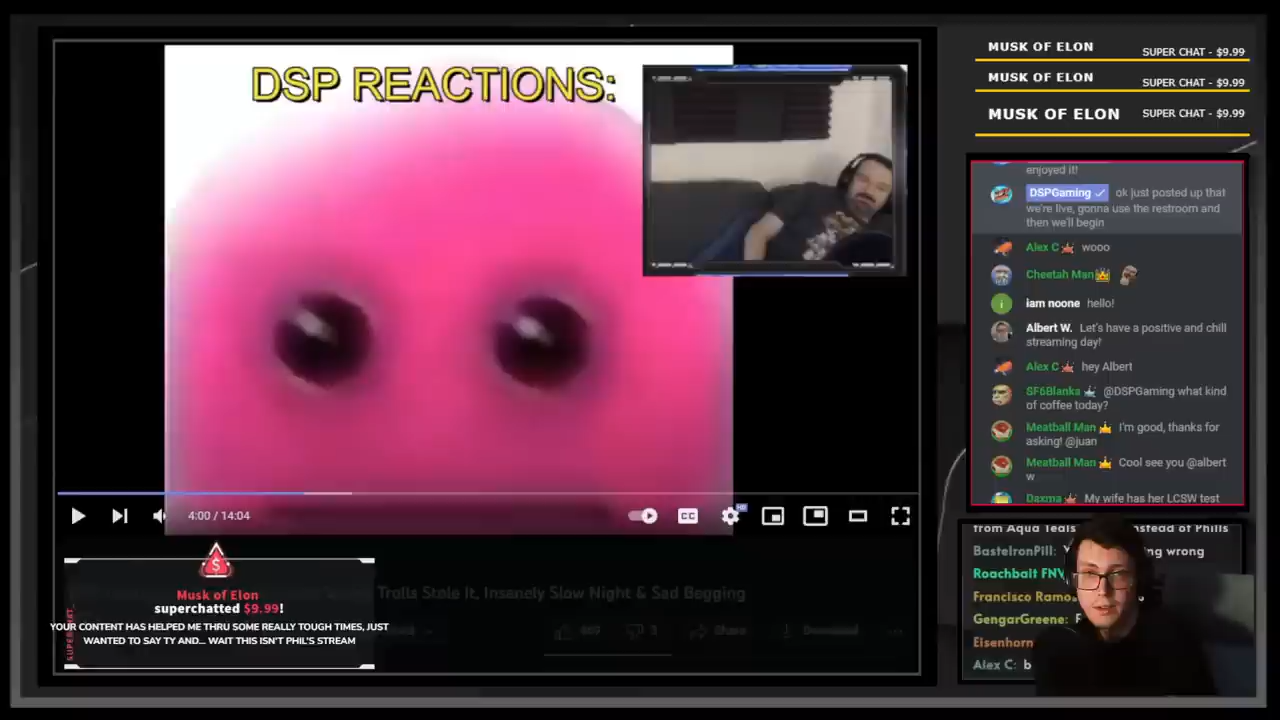 DSP REACTIONS:
4:00 / 14:04
CC
HD
Trolls Stole It, Insanely Slow Night & Sad Begging
Share
Download
SUPERCHAT
Musk of Elon
superchatted $9.99!
YOUR CONTENT HAS HELPED ME THRU SOME REALLY TOUGH TIMES, JUST
WANTED TO SAY TY AND... WAIT THIS ISN'T PHIL'S STREAM
MUSK OF ELON SUPER CHAT - $9.99
MUSK OF ELON SUPER CHAT - $9.99
MUSK OF ELON SUPER CHAT - $9.99
enjoyed it!
DSPGaming ok just posted up that
we're live, gonna use the restroom and
then we'll begin
Alex C wooo
Cheetah Man
i iam noone hello!
Albert W. Let's have a positive and chill
streaming day!
Alex C hey Albert
SF6Blanka @DSPGaming what kind
of coffee today?
Meatball Man I'm good, thanks for
asking! @juan
Meatball Man Cool see you @albert
w
Daxma My wife has her LCSW test
from Aqua Teals instead of Phills
BasteIronPill: ng wrong
Roachbait FNV
Francisco Ramos
GengarGreene:
Eisenhorn
Alex C: b